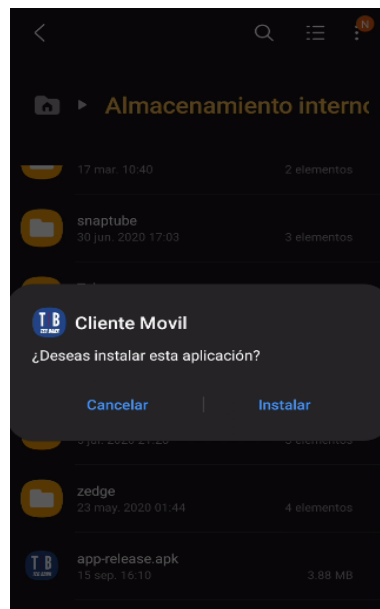 N
Almacenamiento interno
17 mar. 10:40
2 elementos
snaptube
30 jun. 2020 17:03
3 elementos
T B
Cliente Movil
¿Deseas instalar esta aplicación?
Cancelar
Instalar
zedge
23 may. 2020 01:44
4 elementos
T B
app-release.apk
15 sep. 16:10
3.88 MB